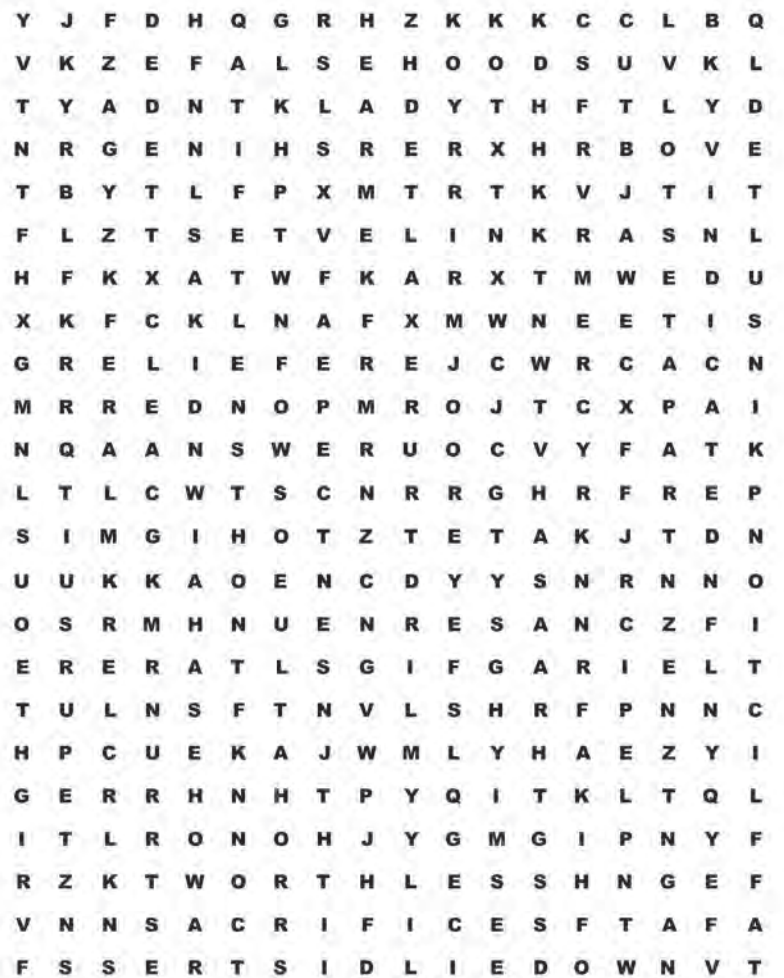 Y J F D H Q G R H Z K K K C C L B Q
V K Z E F A L S E H O O D S U V K L
T Y A D N T K L A D Y T H F T L Y D
N R G E N I H S R E R X H R B O V E
T B Y T L F P X M T R T K V J T I T
F L Z T S E T V E L I N K R A S N L
H F K X A T W F K A R X T M W E D U
X K F C K L N A F X M W N E E T I S
G R E L I E F E R E J C W R C A C N
M R R E D N O P M R O J T C X P A I
N Q A A N S W E R U O C V Y F A T K
L T L C W T S C N R R G H R F R E P
S I M G I H O T Z T E T A K J T D N
U U K K A O E N C D Y Y S N R N N O
O S R M H N U E N R E S A N C Z F I
E R E R A T L S G I F G A R I E L T
T U L N S F T N V L S H R F P N N C
H P C U E K A J W M L Y H A E Z Y I
G E R R H N H T P Y Q I T K L T Q L
I T L R O N O H J Y G M G I P N Y F
R Z K T W O R T H L E S S H N G E F
V N N S A C R I F I C E S F T A F A
F S S E R T S I D L I E D O W N V T